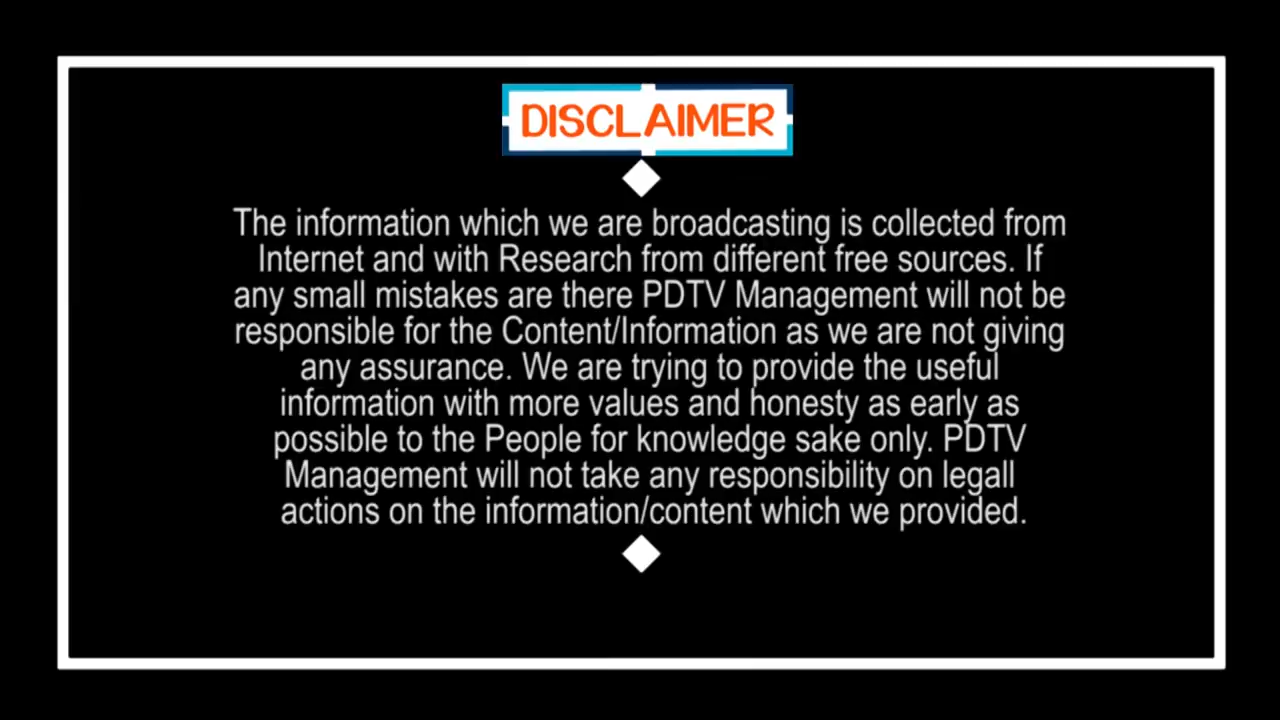 DISCLAIMER
The information which we are broadcasting is collected from
Internet and with Research from different free sources. If
any small mistakes are there PDTV Management will not be
responsible for the Content/Information as we are not giving
any assurance. We are trying to provide the useful
information with more values and honesty as early as
possible to the People for knowledge sake only. PDTV
Management will not take any responsibility on legall
actions on the information/content which we provided.